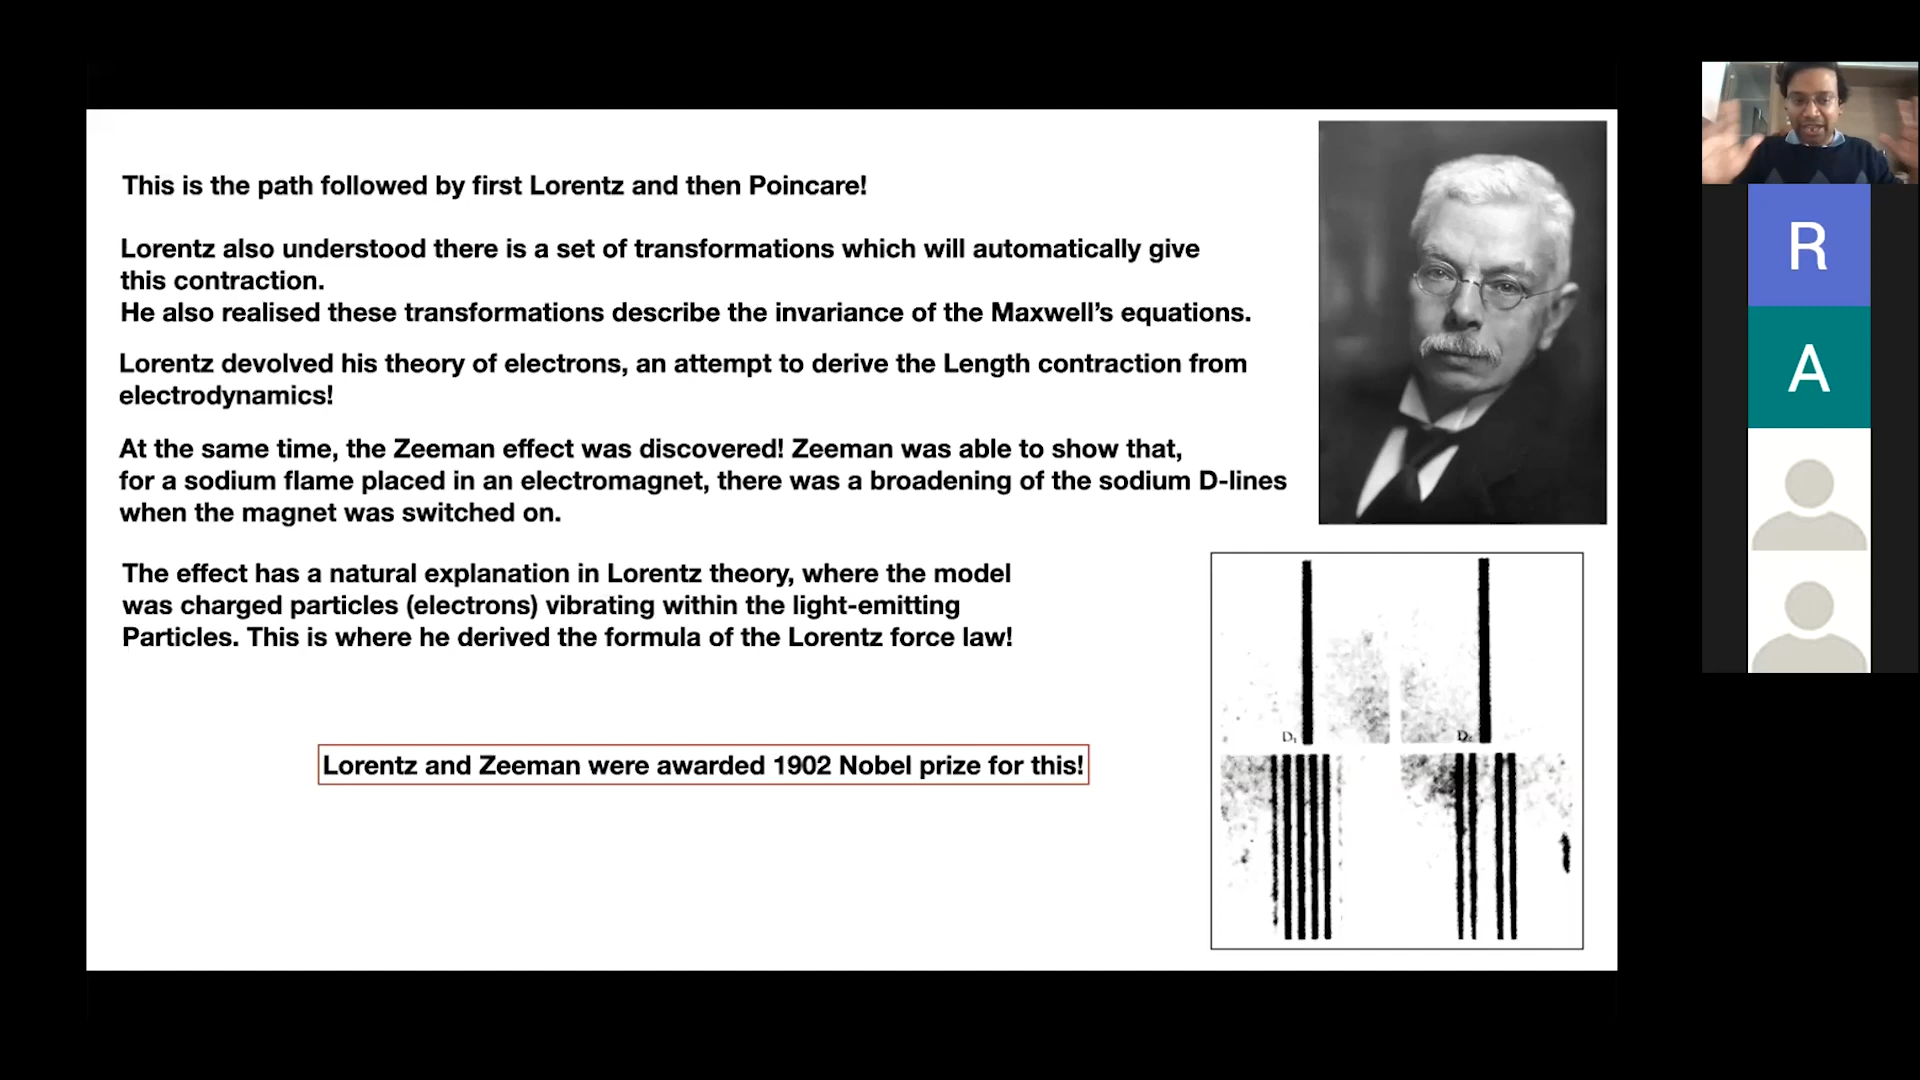 This is the path followed by first Lorentz and then Poincare!
Lorentz also understood there is a set of transformations which will automatically give
this contraction.
He also realised these transformations describe the invariance of the Maxwell's equations.
Lorentz devolved his theory of electrons, an attempt to derive the Length contraction from
electrodynamics!
At the same time, the Zeeman effect was discovered! Zeeman was able to show that,
for a sodium flame placed in an electromagnet, there was a broadening of the sodium D-lines
when the magnet was switched on.
The effect has a natural explanation in Lorentz theory, where the model
was charged particles (electrons) vibrating within the light-emitting
Particles. This is where he derived the formula of the Lorentz force law!
Lorentz and Zeeman were awarded 1902 Nobel prize for this!
D₁ D₂
R
A